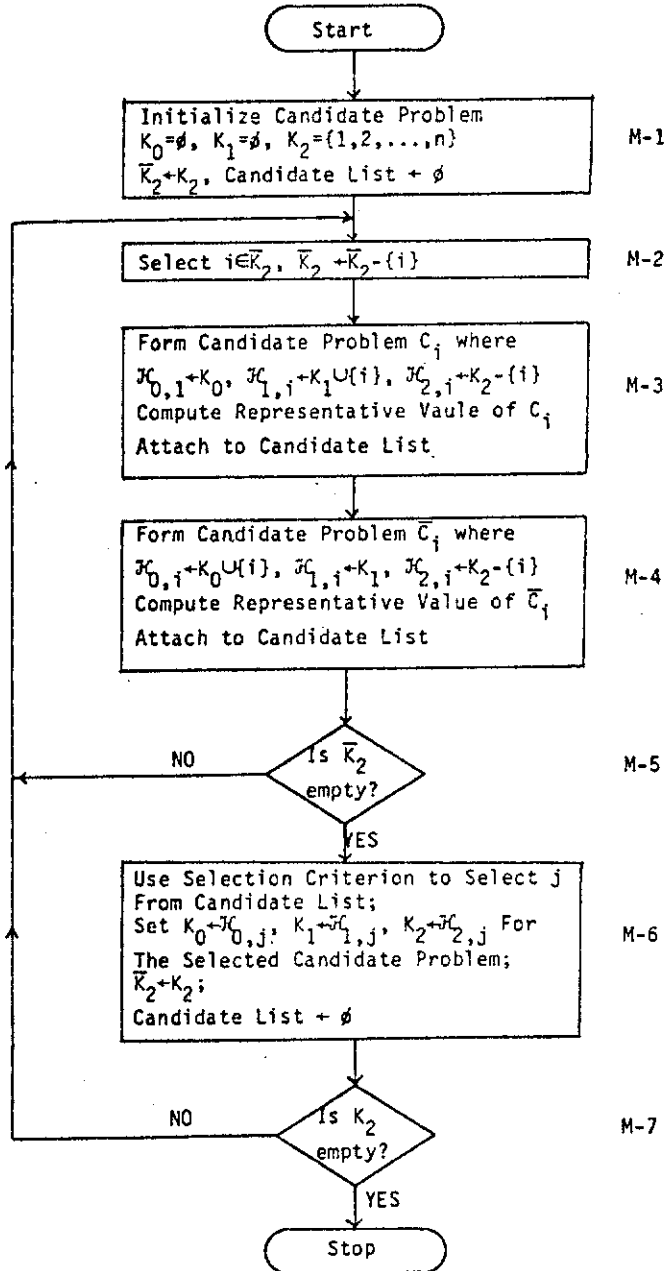 Start
Initialize Candidate Problem
K₀=ϕ, K₁=ϕ, K₂={1,2,...,n}
K̅₂←K₂, Candidate List ← ϕ
M-1
Select i∈K̅₂, K̅₂ ←K̅₂-{i}
M-2
Form Candidate Problem Cᵢ where
ℋ₀,₁←K₀, ℋ₁,ᵢ←K₁∪{i}, ℋ₂,ᵢ←K₂-{i}
Compute Representative Vaule of Cᵢ
Attach to Candidate List
M-3
Form Candidate Problem C̅ᵢ where
ℋ₀,ᵢ←K₀∪{i}, ℋ₁,ᵢ←K₁, ℋ₂,ᵢ←K₂-{i}
Compute Representative Value of C̅ᵢ
Attach to Candidate List
M-4
NO
Is K̅₂
empty?
M-5
YES
Use Selection Criterion to Select j
From Candidate List;
Set K₀←ℋ₀,ⱼ, K₁←ℋ₁,ⱼ, K₂←ℋ₂,ⱼ For
The Selected Candidate Problem;
K̅₂←K₂;
Candidate List ← ϕ
M-6
NO
Is K₂
empty?
M-7
YES
Stop